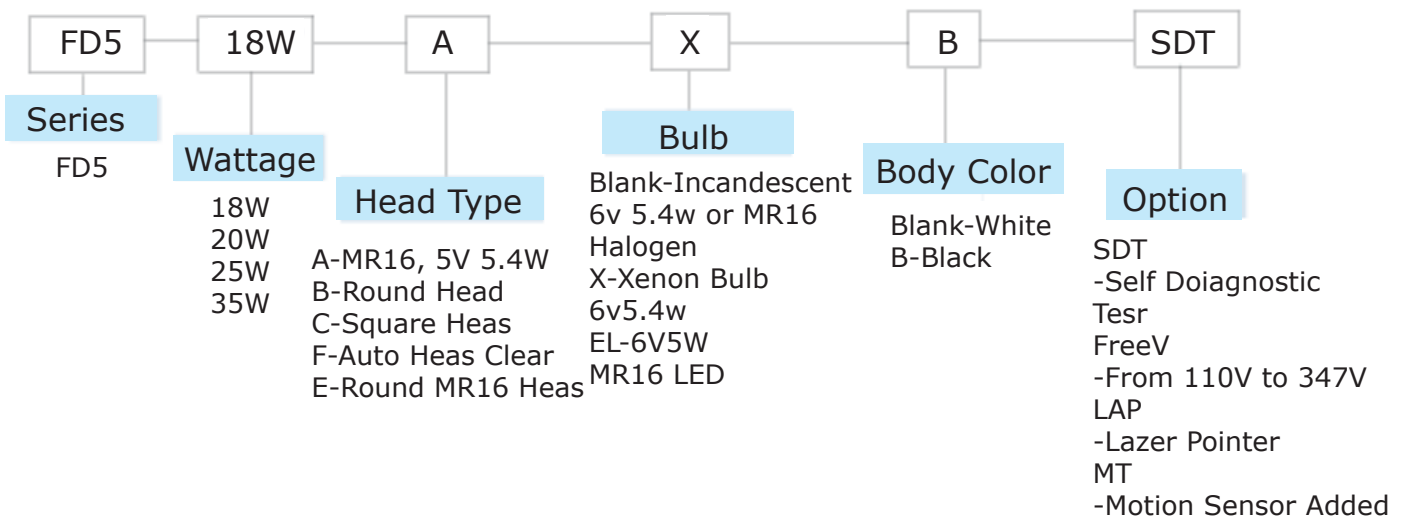 FD5
18W
A
X
B
SDT
Series
FD5
Wattage
18W
20W
25W
35W
Head Type
A-MR16, 5V 5.4W
B-Round Head
C-Square Heas
F-Auto Heas Clear
E-Round MR16 Heas
Bulb
Blank-Incandescent
6v 5.4w or MR16
Halogen
X-Xenon Bulb
6v5.4w
EL-6V5W
MR16 LED
Body Color
Blank-White
B-Black
Option
SDT
-Self Doiagnostic
Tesr
FreeV
-From 110V to 347V
LAP
-Lazer Pointer
MT
-Motion Sensor Added